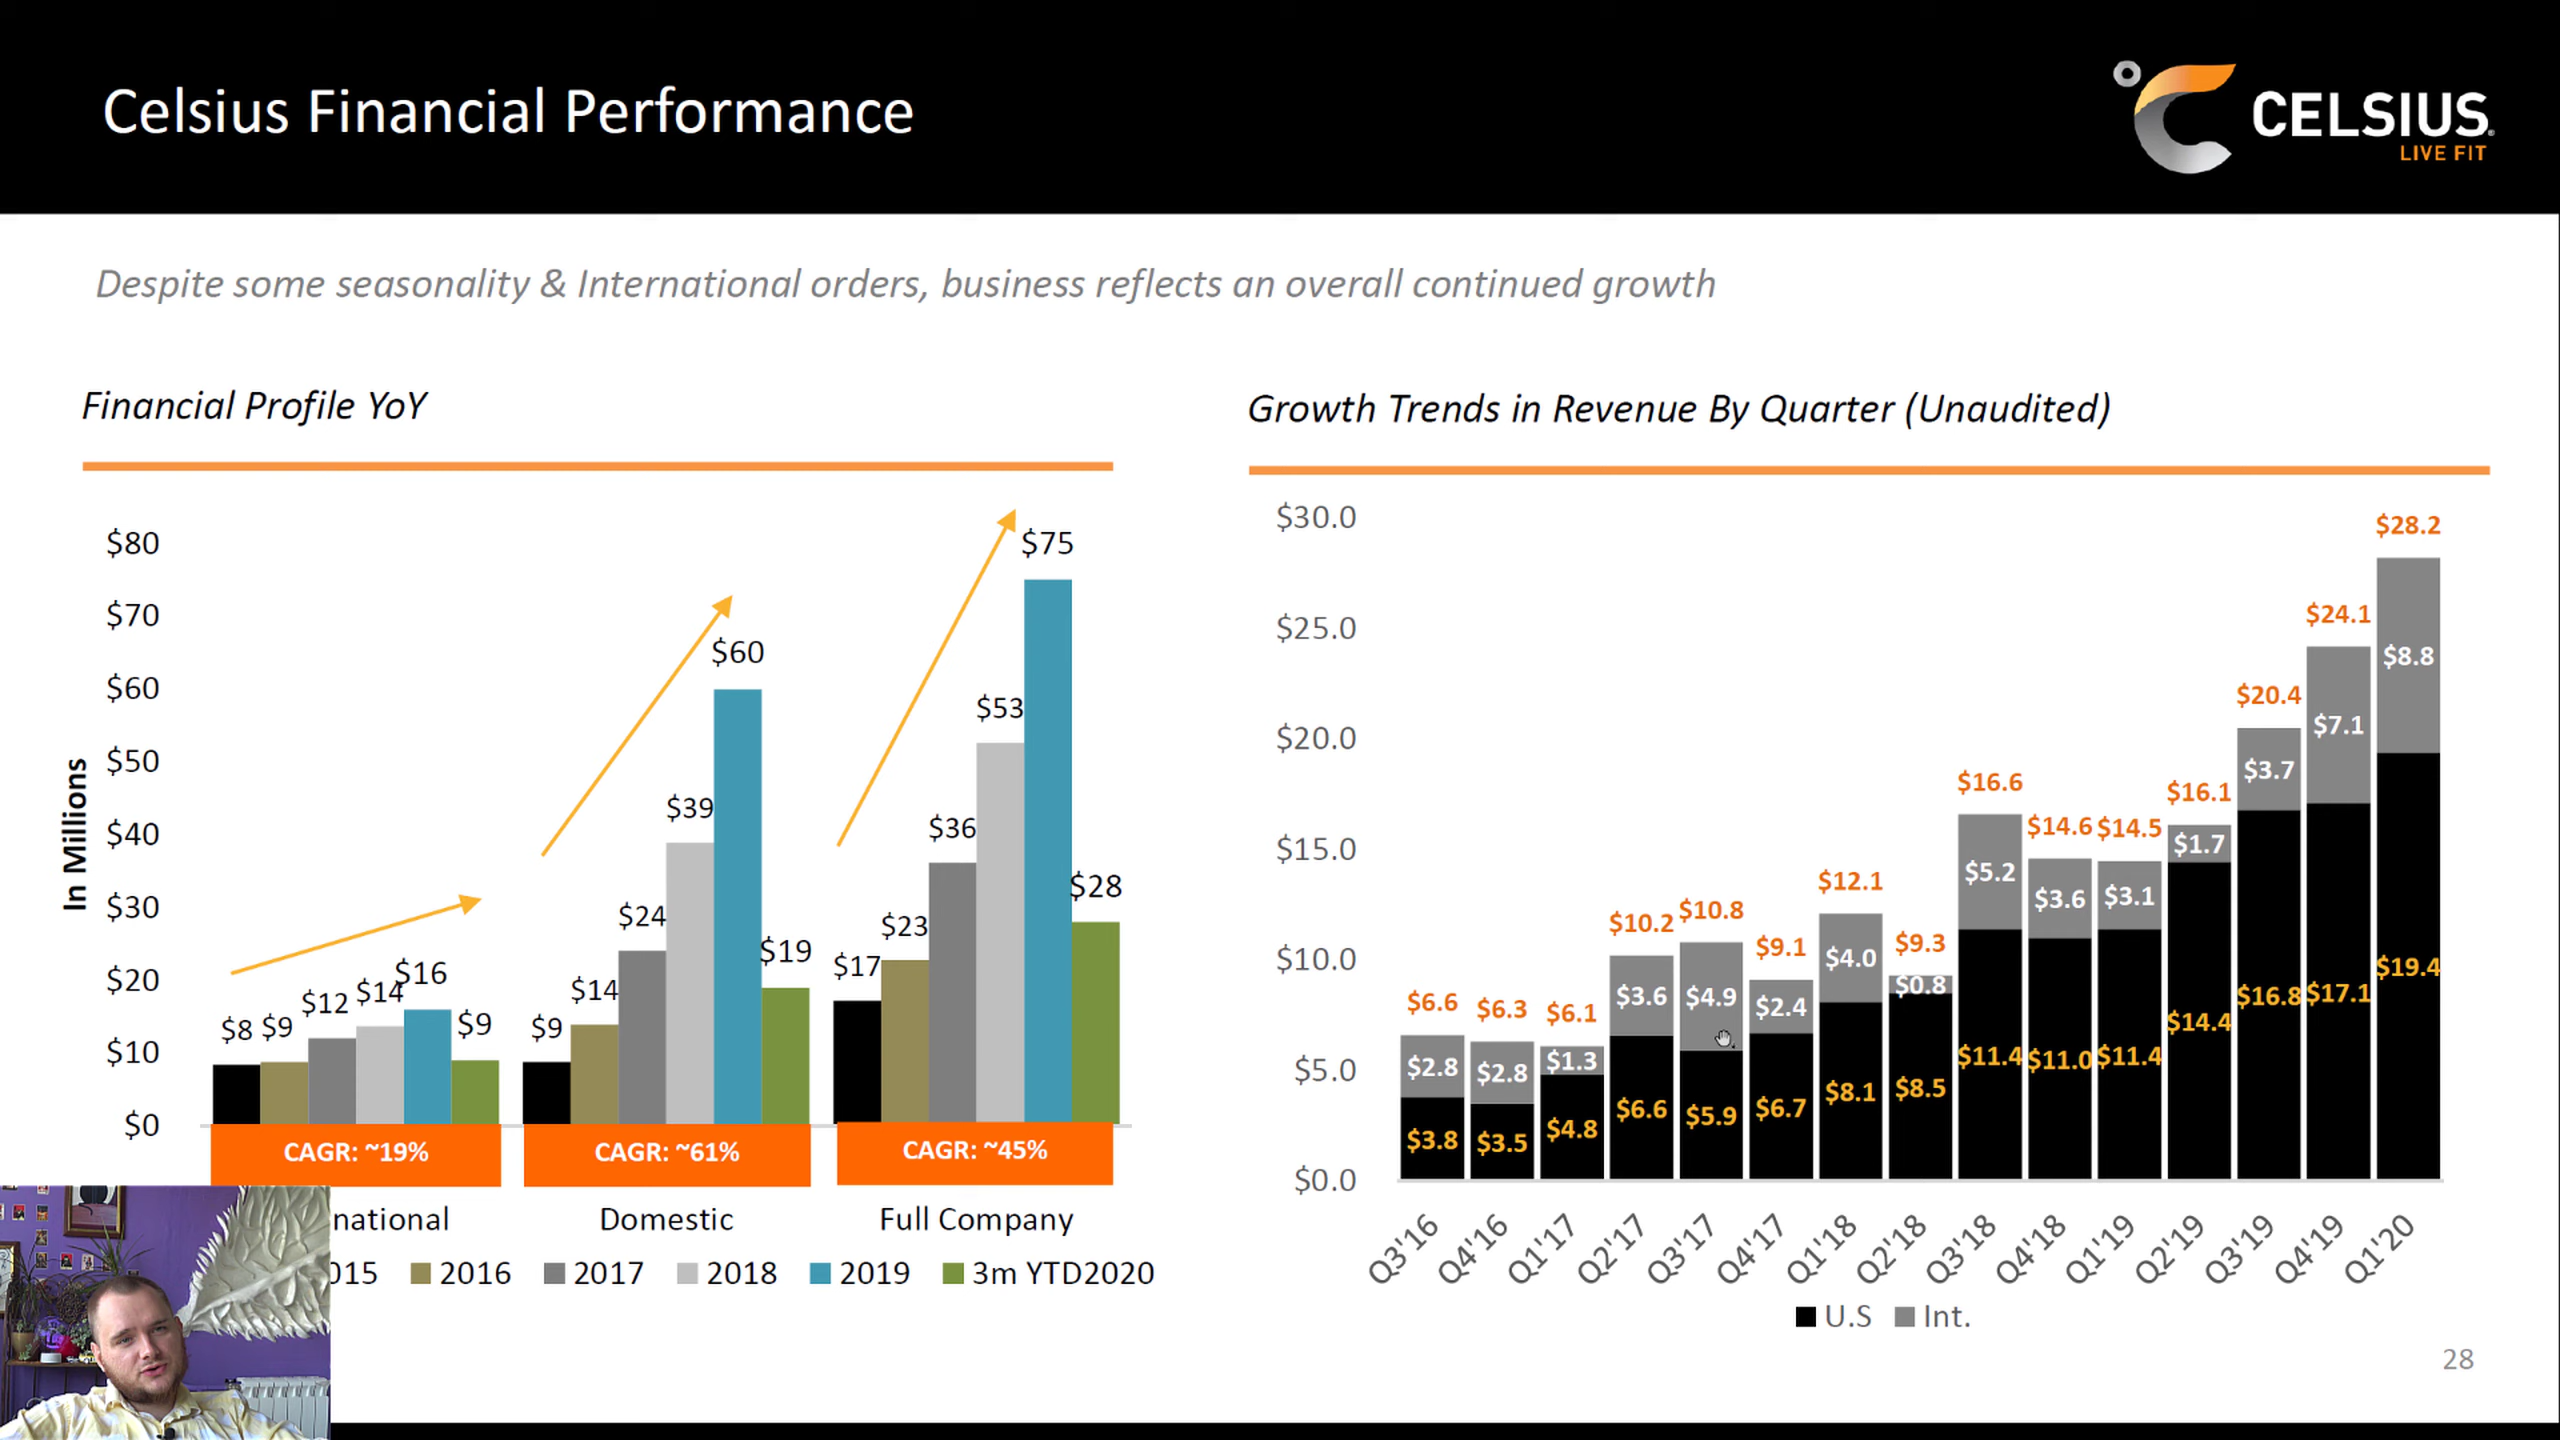 Celsius Financial Performance
CELSIUS®
LIVE FIT
Despite some seasonality & International orders, business reflects an overall continued growth
Financial Profile YoY
In Millions
$80
$70
$60
$50
$40
$30
$20
$10
$0
$8 $9 $12 $14 $16 $9
$9 $14 $24 $39 $60 $19
$17 $23 $36 $53 $75 $28
CAGR: ~19% CAGR: ~61% CAGR: ~45%
national Domestic Full Company
015 2016 2017 2018 2019 3m YTD2020
Growth Trends in Revenue By Quarter (Unaudited)
$30.0
$25.0
$20.0
$15.0
$10.0
$5.0
$0.0
$6.6 $6.3 $6.1 $10.2 $10.8 $9.1 $12.1 $9.3 $16.6 $14.6 $14.5 $16.1 $20.4 $24.1 $28.2
$2.8 $2.8 $1.3 $3.6 $4.9 $2.4 $4.0 $0.8 $5.2 $3.6 $3.1 $1.7 $3.7 $7.1 $8.8
$3.8 $3.5 $4.8 $6.6 $5.9 $6.7 $8.1 $8.5 $11.4 $11.0 $11.4 $14.4 $16.8 $17.1 $19.4
Q3'16 Q4'16 Q1'17 Q2'17 Q3'17 Q4'17 Q1'18 Q2'18 Q3'18 Q4'18 Q1'19 Q2'19 Q3'19 Q4'19 Q1'20
U.S Int.
28